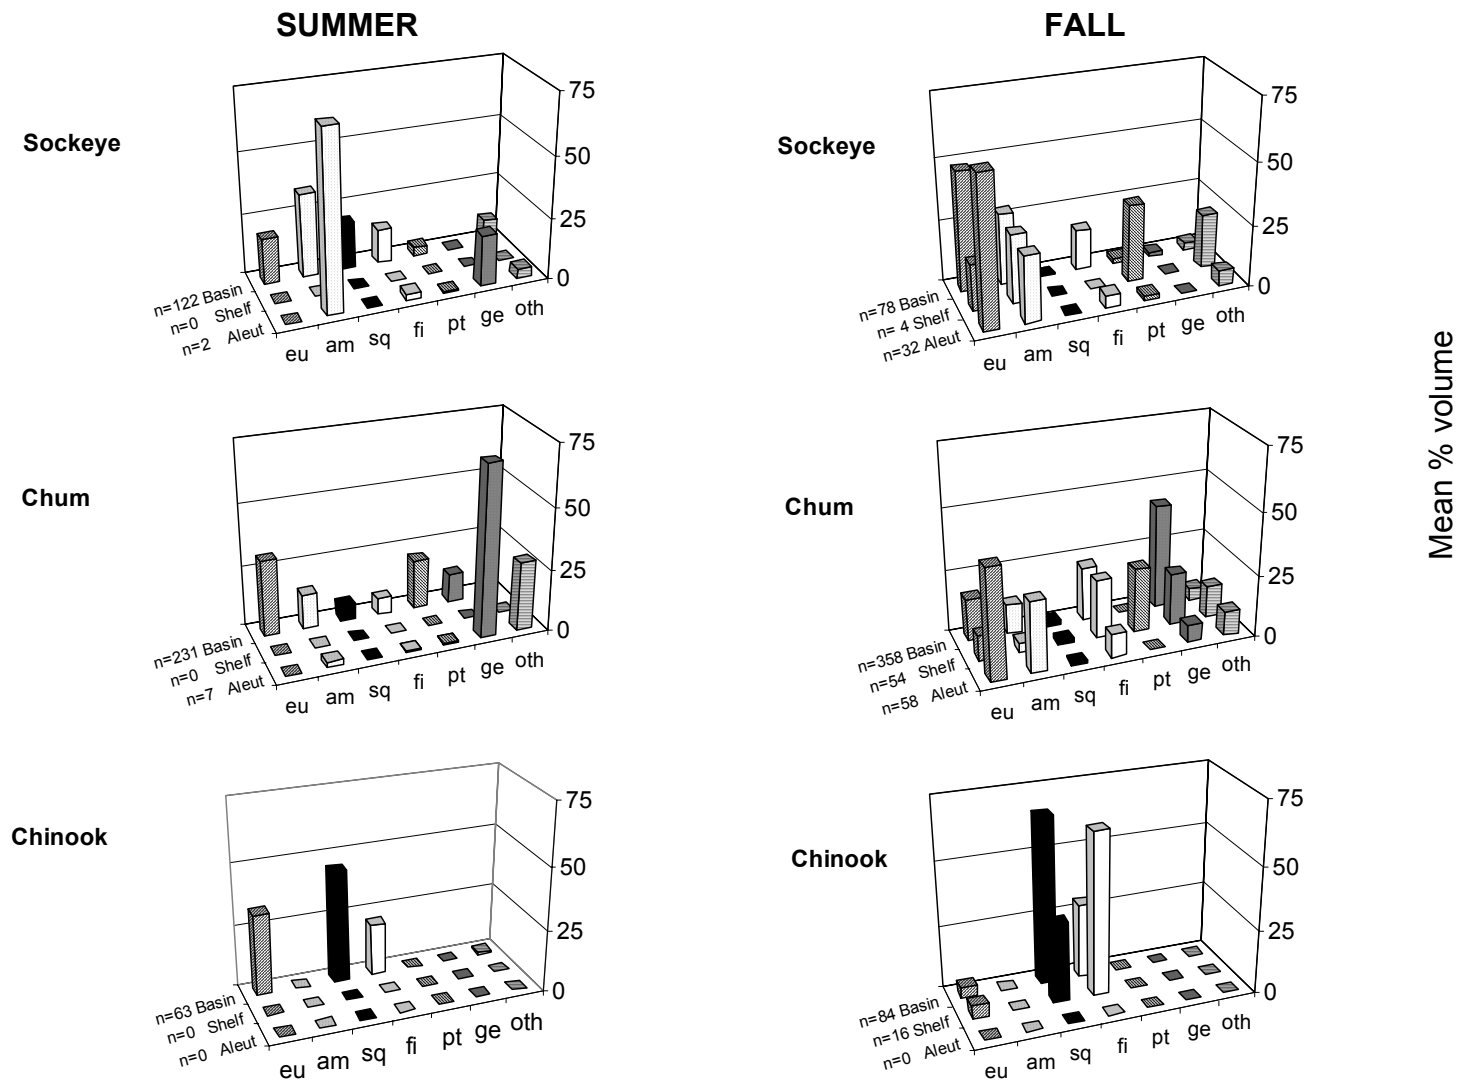 SUMMER
FALL
Sockeye
75
50
25
0
n=122 Basin
n=0 Shelf
n=2 Aleut
eu am sq fi pt ge oth
Sockeye
75
50
25
0
n=78 Basin
n= 4 Shelf
n=32 Aleut
eu am sq fi pt ge oth
Mean % volume
Chum
75
50
25
0
n=231 Basin
n=0 Shelf
n=7 Aleut
eu am sq fi pt ge oth
Chum
75
50
25
0
n=358 Basin
n=54 Shelf
n=58 Aleut
eu am sq fi pt ge oth
Chinook
75
50
25
0
n=63 Basin
n=0 Shelf
n=0 Aleut
eu am sq fi pt ge oth
Chinook
75
50
25
0
n=84 Basin
n=16 Shelf
n=0 Aleut
eu am sq fi pt ge oth